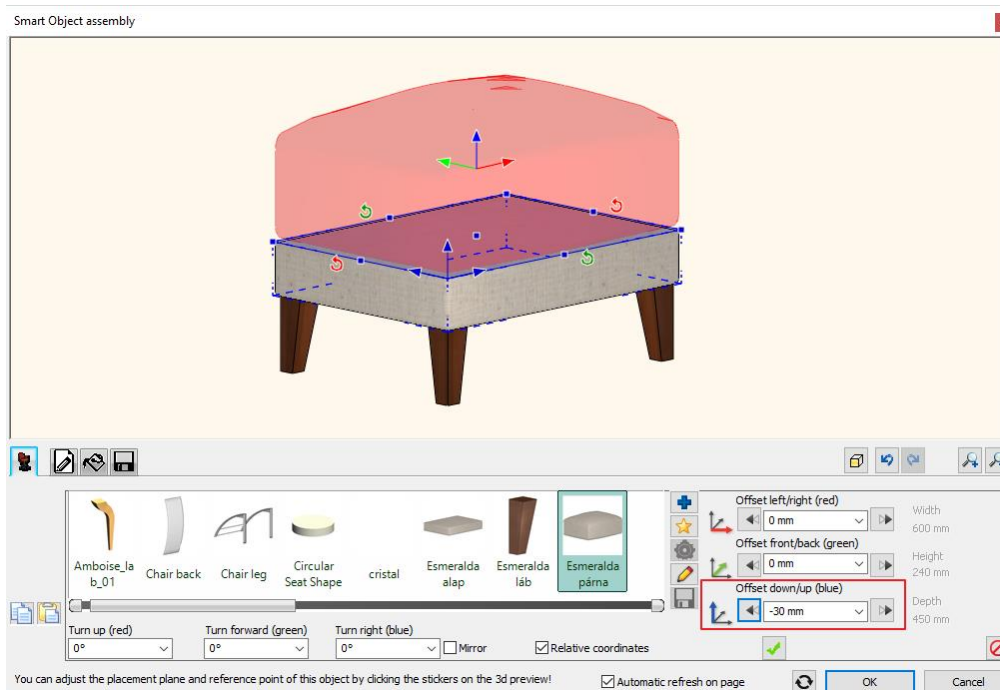 Smart Object assembly
Offset left/right (red)
0 mm
Width
600 mm
Offset front/back (green)
0 mm
Height
240 mm
Offset down/up (blue)
-30 mm
Depth
450 mm
Amboise_la
b_01
Chair back
Chair leg
Circular
Seat Shape
cristal
Esmeralda
alap
Esmeralda
láb
Esmeralda
párna
Turn up (red)
Turn forward (green)
Turn right (blue)
0°
0°
0°
Mirror
Relative coordinates
You can adjust the placement plane and reference point of this object by clicking the stickers on the 3d preview!
Automatic refresh on page
OK
Cancel